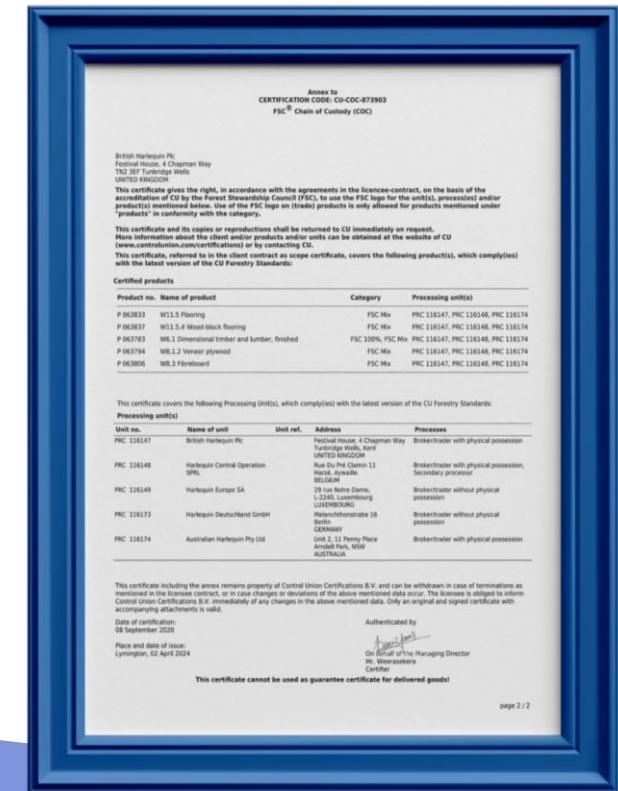 Annex to
CERTIFICATION CODE: CU-COC-873903
FSC® Chain of Custody (COC)
British Harlequin Plc
Festival House, 4 Chapman Way
TN2 3EF Tunbridge Wells
UNITED KINGDOM
This certificate gives the right, in accordance with the agreements in the licencee-contract, on the basis of the
accreditation of CU by the Forest Stewardship Council (FSC), to use the FSC logo for the unit(s), process(es) and/or
product(s) mentioned below. Use of the FSC logo on (trade) products is only allowed for products mentioned under
"products" in conformity with the category.
This certificate and its copies or reproductions shall be returned to CU immediately on request.
More information about the client and/or products and/or units can be obtained at the website of CU
(www.controlunion.com/certifications) or by contacting CU.
This certificate, referred to in the client contract as scope certificate, covers the following product(s), which comply(ies)
with the latest version of the CU Forestry Standards:
Certified products
Product no. Name of product Category Processing unit(s)
P 063833 W11.5 Flooring FSC Mix PRC 116147, PRC 116148, PRC 116174
P 063837 W11.5.4 Wood-block flooring FSC Mix PRC 116147, PRC 116148, PRC 116174
P 063783 W6.1 Dimensional timber and lumber, finished FSC 100%, FSC Mix PRC 116147, PRC 116148, PRC 116174
P 063794 W8.1.2 Veneer plywood FSC Mix PRC 116147, PRC 116148, PRC 116174
P 063806 W8.3 Fibreboard FSC Mix PRC 116147, PRC 116148, PRC 116174
This certificate covers the following Processing Unit(s), which comply(ies) with the latest version of the CU Forestry Standards:
Processing unit(s)
Unit no. Name of unit Unit ref. Address Processes
PRC 116147 British Harlequin Plc Festival House, 4 Chapman Way Broker/trader with physical possession
Tunbridge Wells, Kent
UNITED KINGDOM
PRC 116148 Harlequin Central Operation Rue Du Pré Clamin 11 Broker/trader with physical possession,
SPRL Harzé, Aywaille Secondary processor
BELGIUM
PRC 116149 Harlequin Europe SA 29 rue Notre Dame, Broker/trader without physical
L-2240, Luxembourg possession
LUXEMBOURG
PRC 116173 Harlequin Deutschland GmbH Melanchthonstraße 16 Broker/trader without physical
Berlin possession
GERMANY
PRC 116174 Australian Harlequin Pty Ltd Unit 2, 11 Penny Place Broker/trader with physical possession
Arndell Park, NSW
AUSTRALIA
This certificate including the annex remains property of Control Union Certifications B.V. and can be withdrawn in case of terminations as
mentioned in the licensee contract, or in case changes or deviations of the above mentioned data occur. The licensee is obliged to inform
Control Union Certifications B.V. immediately of any changes in the above mentioned data. Only an original and signed certificate with
accompanying attachments is valid.
Date of certification: Authenticated by
08 September 2020
Place and date of issue:
Lymington, 02 April 2024 On behalf of the Managing Director
Mr. Weerasekera
Certifier
This certificate cannot be used as guarantee certificate for delivered goods!
page 2 / 2